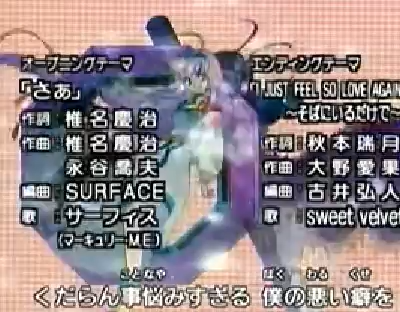 オープニングテーマ
「さぁ」
作詞：椎名慶治
作曲：椎名慶治
永谷喬夫
編曲：SURFACE
歌：サーフィス
(マーキュリーM.E.)
エンディングテーマ
JUST FEEL SO LOVE AGAIN
〜そばにいるだけで〜
作詞：秋本瑞月
作曲：大野愛果
編曲：古井弘人
歌：sweet velvet
ことなや ぼく わる くせ
くだらん事悩みすぎる 僕の悪い癖を